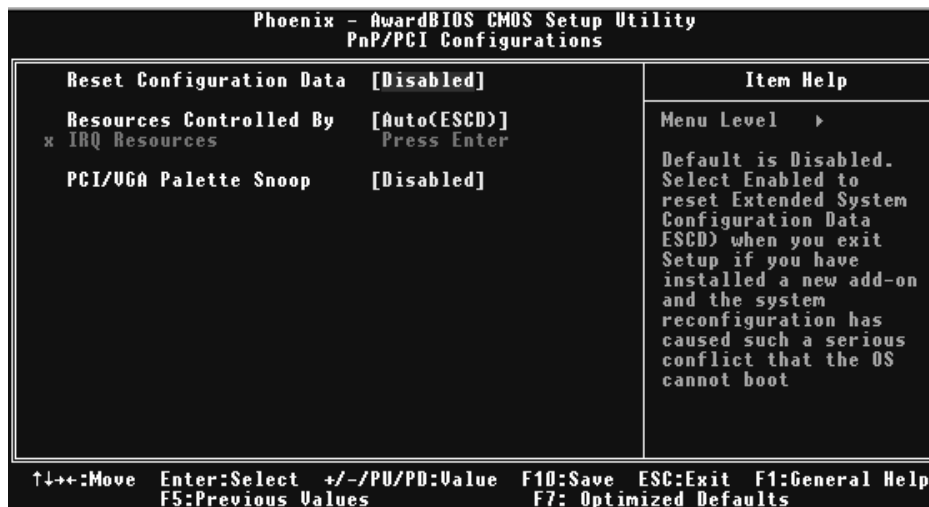 Phoenix - AwardBIOS CMOS Setup Utility
PnP/PCI Configurations
Reset Configuration Data [Disabled]
Resources Controlled By [Auto(ESCD)]
x IRQ Resources Press Enter
PCI/VGA Palette Snoop [Disabled]
Item Help
Menu Level ▸
Default is Disabled.
Select Enabled to
reset Extended System
Configuration Data
ESCD) when you exit
Setup if you have
installed a new add-on
and the system
reconfiguration has
caused such a serious
conflict that the OS
cannot boot
↑↓→←:Move Enter:Select +/-/PU/PD:Value F10:Save ESC:Exit F1:General Help
F5:Previous Values F7: Optimized Defaults